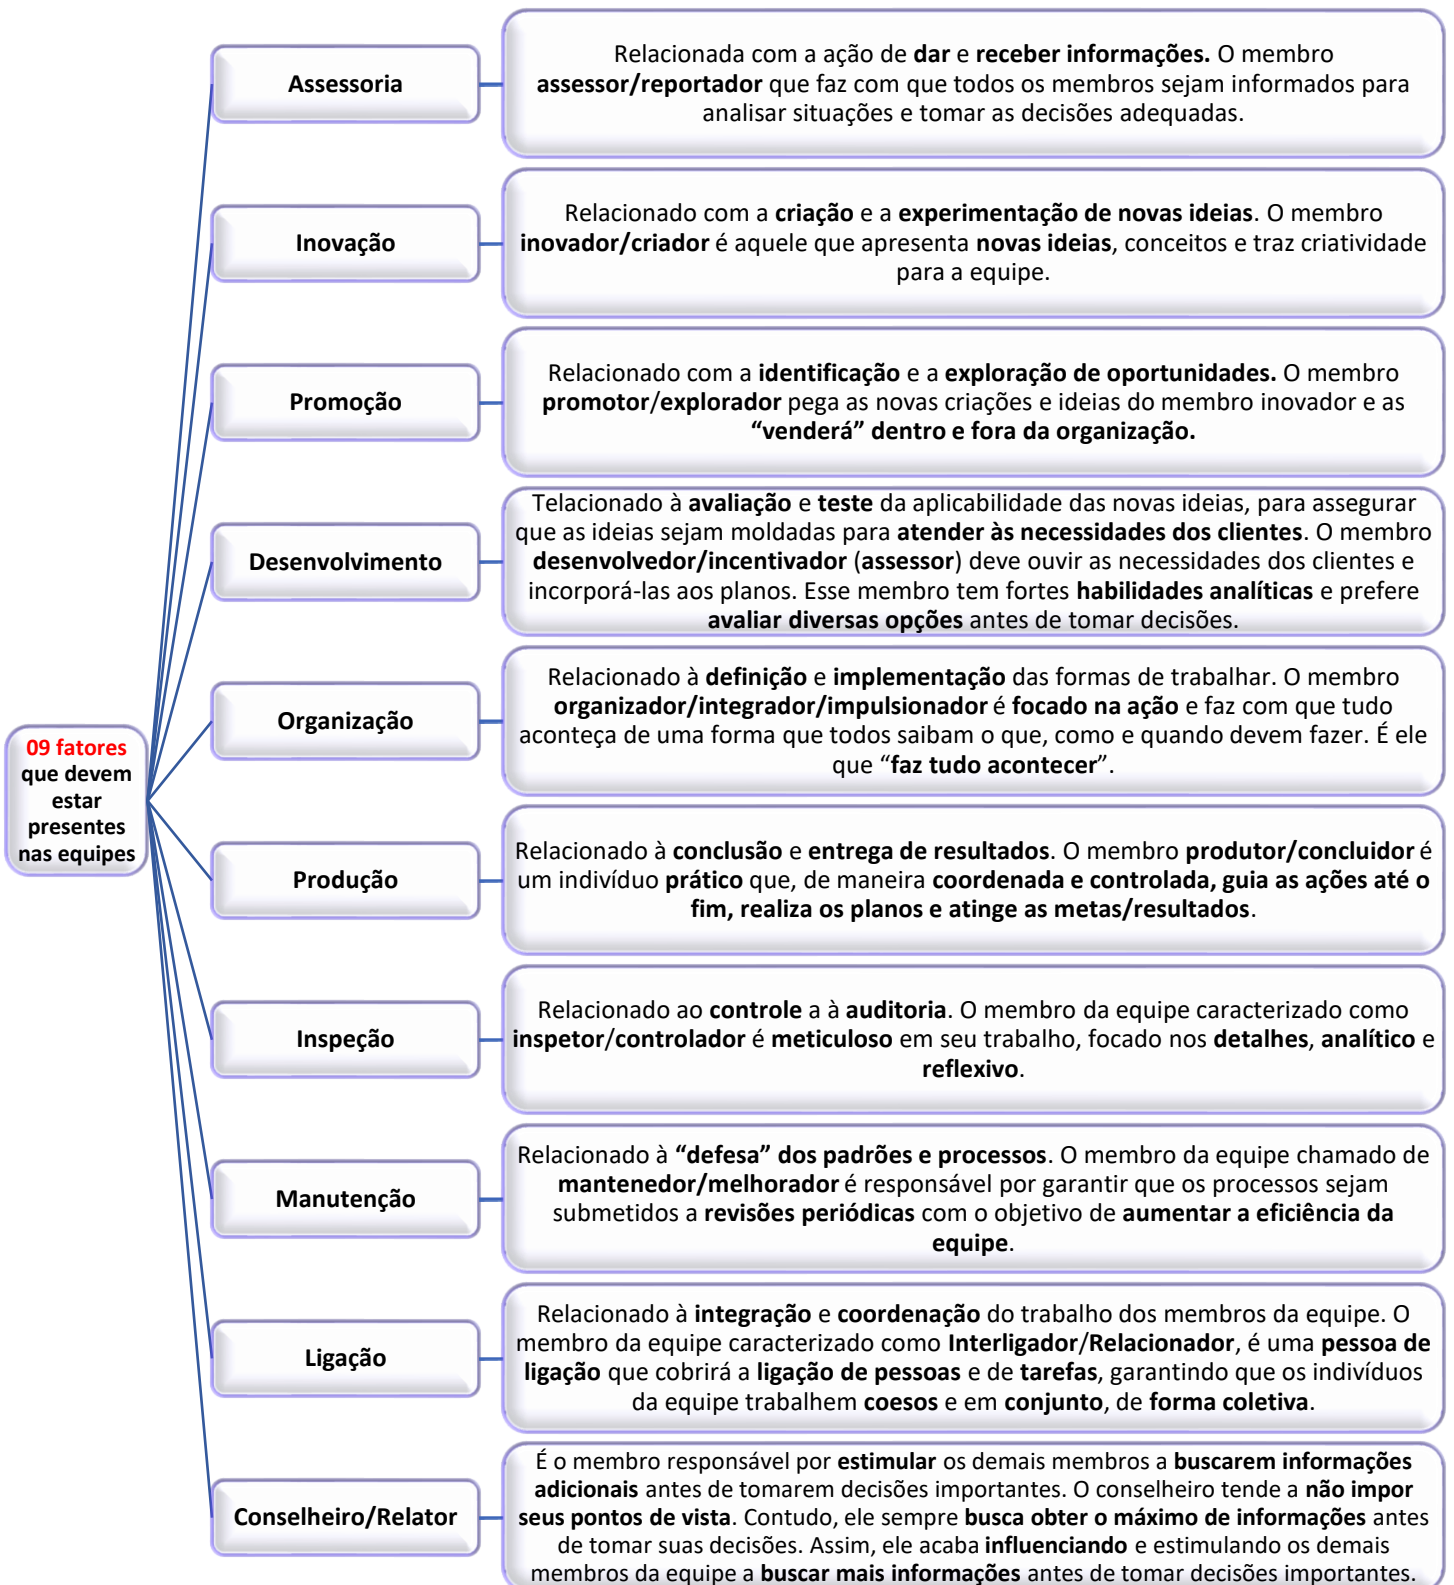 09 fatores
que devem
estar
presentes
nas equipes
Assessoria
Relacionada com a ação de dar e receber informações. O membro
assessor/reportador que faz com que todos os membros sejam informados para
analisar situações e tomar as decisões adequadas.
Inovação
Relacionado com a criação e a experimentação de novas ideias. O membro
inovador/criador é aquele que apresenta novas ideias, conceitos e traz criatividade
para a equipe.
Promoção
Relacionado com a identificação e a exploração de oportunidades. O membro
promotor/explorador pega as novas criações e ideias do membro inovador e as
“venderá” dentro e fora da organização.
Desenvolvimento
Telacionado à avaliação e teste da aplicabilidade das novas ideias, para assegurar
que as ideias sejam moldadas para atender às necessidades dos clientes. O membro
desenvolvedor/incentivador (assessor) deve ouvir as necessidades dos clientes e
incorporá-las aos planos. Esse membro tem fortes habilidades analíticas e prefere
avaliar diversas opções antes de tomar decisões.
Organização
Relacionado à definição e implementação das formas de trabalhar. O membro
organizador/integrador/impulsionador é focado na ação e faz com que tudo
aconteça de uma forma que todos saibam o que, como e quando devem fazer. É ele
que “faz tudo acontecer”.
Produção
Relacionado à conclusão e entrega de resultados. O membro produtor/concluidor é
um indivíduo prático que, de maneira coordenada e controlada, guia as ações até o
fim, realiza os planos e atinge as metas/resultados.
Inspeção
Relacionado ao controle a à auditoria. O membro da equipe caracterizado como
inspetor/controlador é meticuloso em seu trabalho, focado nos detalhes, analítico e
reflexivo.
Manutenção
Relacionado à “defesa” dos padrões e processos. O membro da equipe chamado de
mantenedor/melhorador é responsável por garantir que os processos sejam
submetidos a revisões periódicas com o objetivo de aumentar a eficiência da
equipe.
Ligação
Relacionado à integração e coordenação do trabalho dos membros da equipe. O
membro da equipe caracterizado como Interligador/Relacionador, é uma pessoa de
ligação que cobrirá a ligação de pessoas e de tarefas, garantindo que os indivíduos
da equipe trabalhem coesos e em conjunto, de forma coletiva.
Conselheiro/Relator
É o membro responsável por estimular os demais membros a buscarem informações
adicionais antes de tomarem decisões importantes. O conselheiro tende a não impor
seus pontos de vista. Contudo, ele sempre busca obter o máximo de informações antes
de tomar suas decisões. Assim, ele acaba influenciando e estimulando os demais
membros da equipe a buscar mais informações antes de tomar decisões importantes.